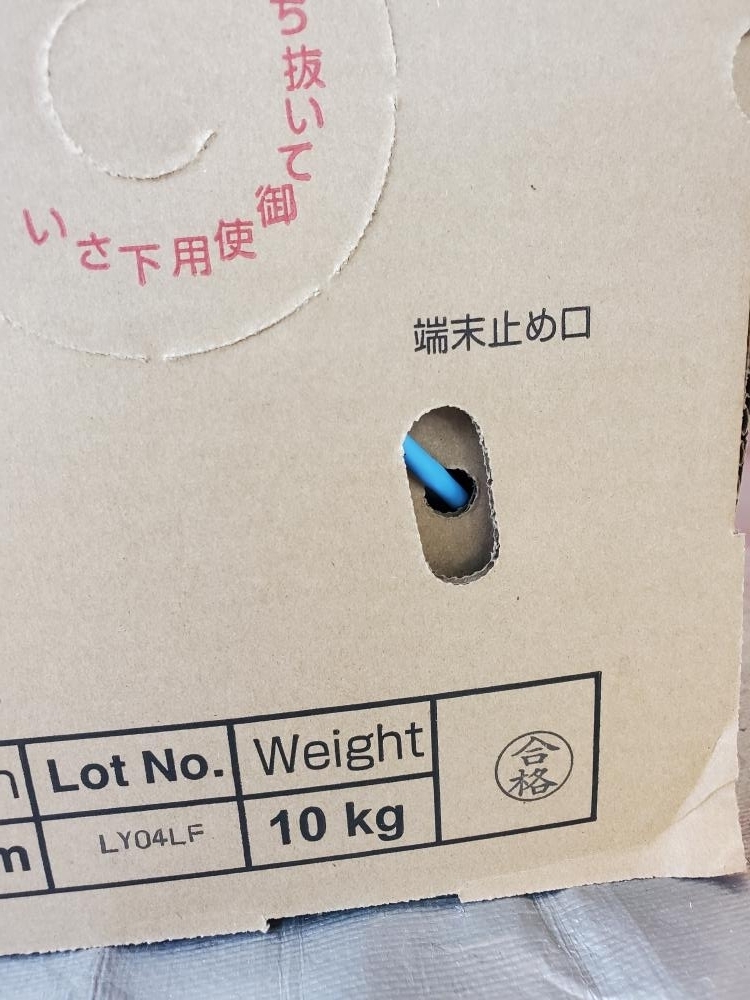 ち抜いて御使用下さい
端末止め口
Lot No. Weight
m LY04LF 10 kg
合格